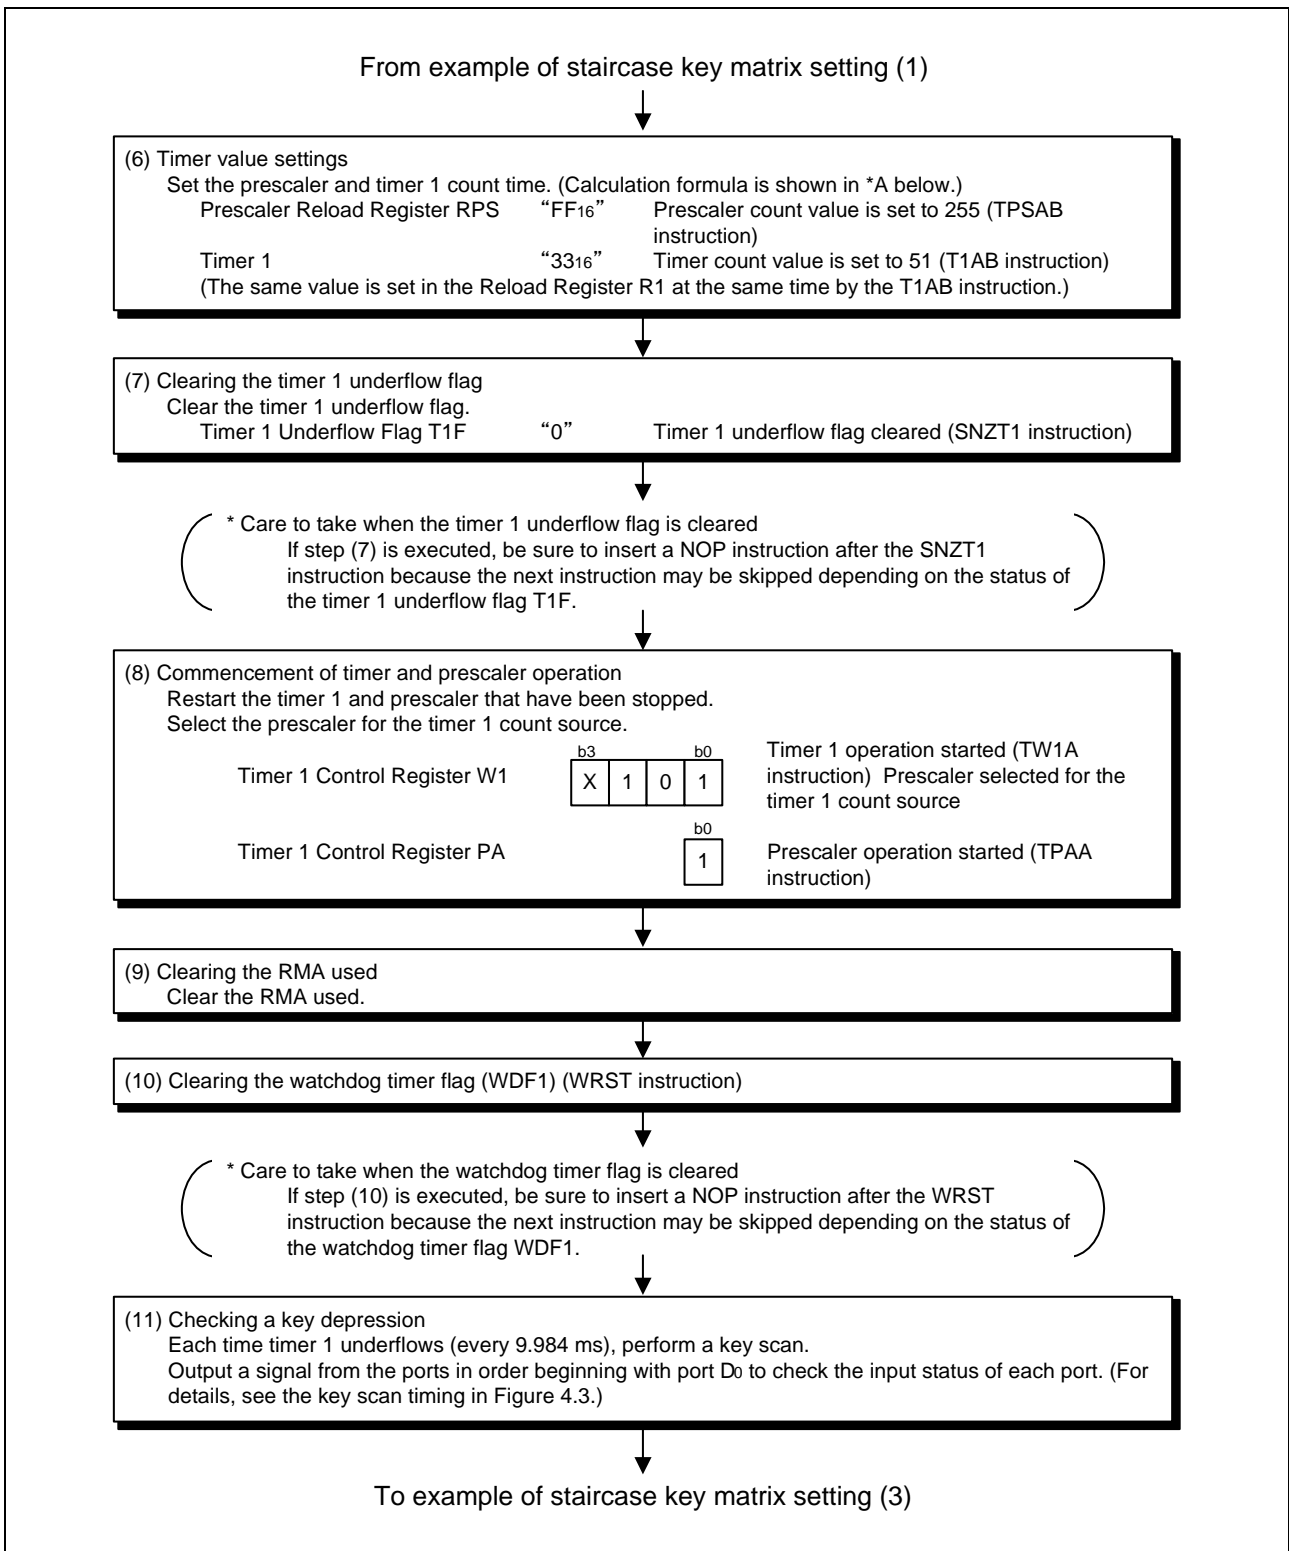 From example of staircase key matrix setting (1)
(6) Timer value settings
Set the prescaler and timer 1 count time. (Calculation formula is shown in *A below.)
Prescaler Reload Register RPS “FF16” Prescaler count value is set to 255 (TPSAB
instruction)
Timer 1 “3316” Timer count value is set to 51 (T1AB instruction)
(The same value is set in the Reload Register R1 at the same time by the T1AB instruction.)
(7) Clearing the timer 1 underflow flag
Clear the timer 1 underflow flag.
Timer 1 Underflow Flag T1F “0” Timer 1 underflow flag cleared (SNZT1 instruction)
* Care to take when the timer 1 underflow flag is cleared
If step (7) is executed, be sure to insert a NOP instruction after the SNZT1
instruction because the next instruction may be skipped depending on the status of
the timer 1 underflow flag T1F.
(8) Commencement of timer and prescaler operation
Restart the timer 1 and prescaler that have been stopped.
Select the prescaler for the timer 1 count source.
b3 b0
Timer 1 Control Register W1 X 1 0 1 Timer 1 operation started (TW1A
instruction) Prescaler selected for the
timer 1 count source
b0
Timer 1 Control Register PA 1 Prescaler operation started (TPAA
instruction)
(9) Clearing the RMA used
Clear the RMA used.
(10) Clearing the watchdog timer flag (WDF1) (WRST instruction)
* Care to take when the watchdog timer flag is cleared
If step (10) is executed, be sure to insert a NOP instruction after the WRST
instruction because the next instruction may be skipped depending on the status of
the watchdog timer flag WDF1.
(11) Checking a key depression
Each time timer 1 underflows (every 9.984 ms), perform a key scan.
Output a signal from the ports in order beginning with port D0 to check the input status of each port. (For
details, see the key scan timing in Figure 4.3.)
To example of staircase key matrix setting (3)